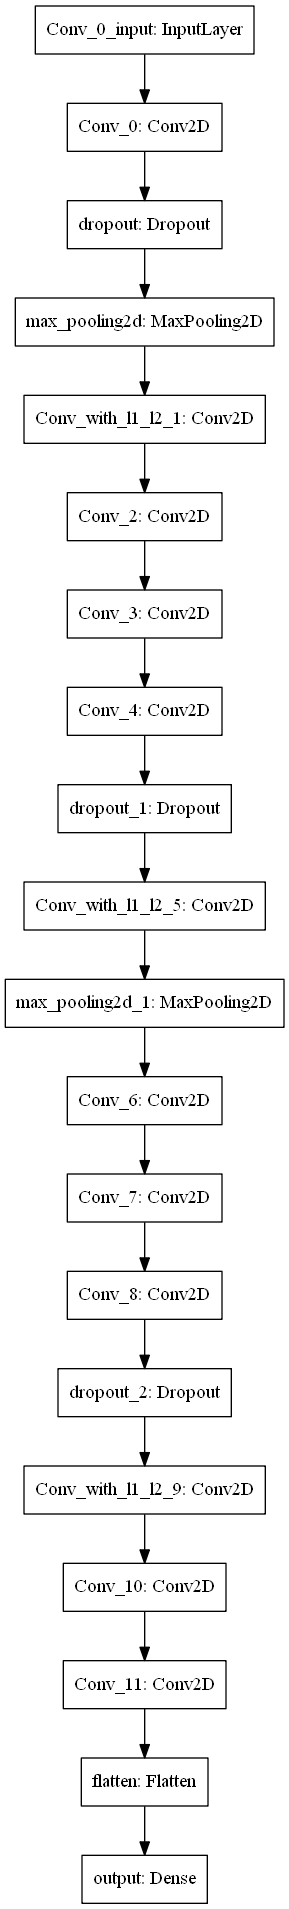 Conv_0_input: InputLayer
Conv_0: Conv2D
dropout: Dropout
max_pooling2d: MaxPooling2D
Conv_with_l1_l2_1: Conv2D
Conv_2: Conv2D
Conv_3: Conv2D
Conv_4: Conv2D
dropout_1: Dropout
Conv_with_l1_l2_5: Conv2D
max_pooling2d_1: MaxPooling2D
Conv_6: Conv2D
Conv_7: Conv2D
Conv_8: Conv2D
dropout_2: Dropout
Conv_with_l1_l2_9: Conv2D
Conv_10: Conv2D
Conv_11: Conv2D
flatten: Flatten
output: Dense